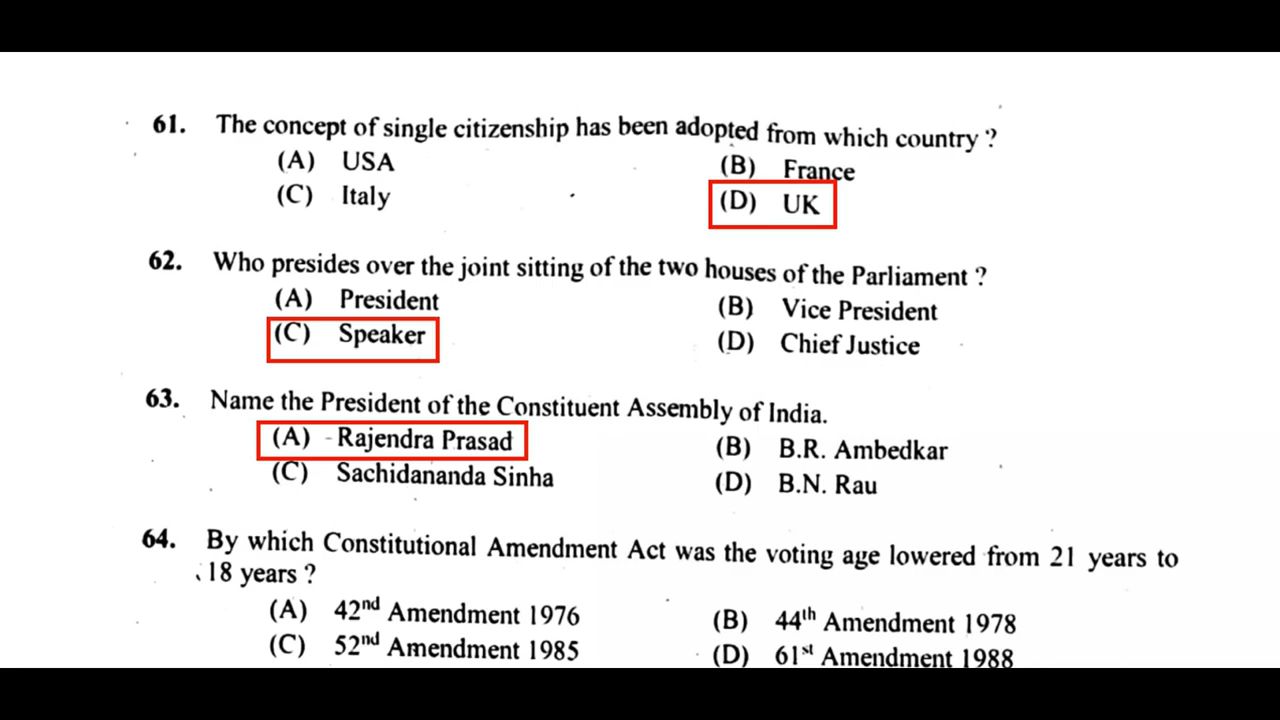 61. The concept of single citizenship has been adopted from which country ?
(A) USA (B) France
(C) Italy (D) UK
62. Who presides over the joint sitting of the two houses of the Parliament ?
(A) President (B) Vice President
(C) Speaker (D) Chief Justice
63. Name the President of the Constituent Assembly of India.
(A) Rajendra Prasad (B) B.R. Ambedkar
(C) Sachidananda Sinha (D) B.N. Rau
64. By which Constitutional Amendment Act was the voting age lowered from 21 years to
18 years ?
(A) 42nd Amendment 1976 (B) 44th Amendment 1978
(C) 52nd Amendment 1985 (D) 61st Amendment 1988